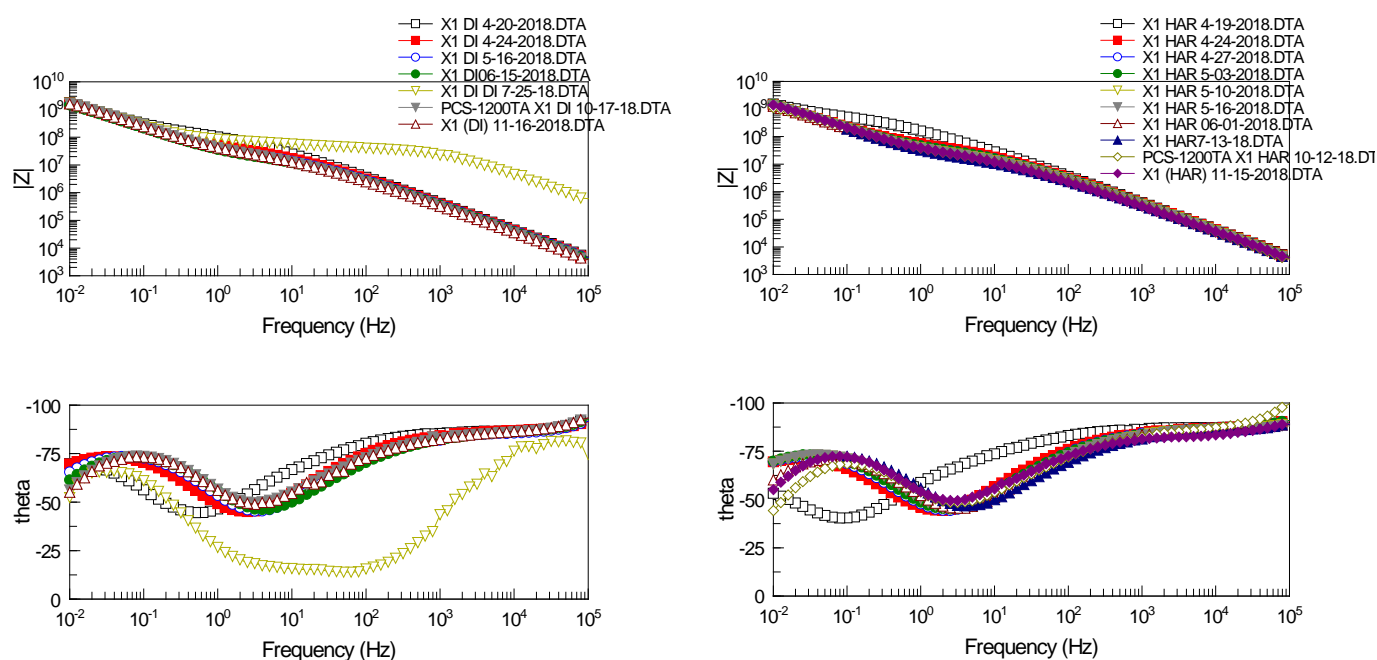 X1 DI 4-20-2018.DTA
X1 DI 4-24-2018.DTA
X1 DI 5-16-2018.DTA
X1 DI06-15-2018.DTA
X1 DI DI 7-25-18.DTA
PCS-1200TA X1 DI 10-17-18.DTA
X1 (DI) 11-16-2018.DTA
10^10
10^9
10^8
10^7
10^6
10^5
10^4
10^3
|Z|
10^-2 10^-1 10^0 10^1 10^2 10^3 10^4 10^5
Frequency (Hz)
X1 HAR 4-19-2018.DTA
X1 HAR 4-24-2018.DTA
X1 HAR 4-27-2018.DTA
X1 HAR 5-03-2018.DTA
X1 HAR 5-10-2018.DTA
X1 HAR 5-16-2018.DTA
X1 HAR 06-01-2018.DTA
X1 HAR7-13-18.DTA
PCS-1200TA X1 HAR 10-12-18.DT
X1 (HAR) 11-15-2018.DTA
10^10
10^9
10^8
10^7
10^6
10^5
10^4
10^3
|Z|
10^-2 10^-1 10^0 10^1 10^2 10^3 10^4 10^5
Frequency (Hz)
-100
-75
-50
-25
0
theta
10^-2 10^-1 10^0 10^1 10^2 10^3 10^4 10^5
Frequency (Hz)
-100
-75
-50
-25
0
theta
10^-2 10^-1 10^0 10^1 10^2 10^3 10^4 10^5
Frequency (Hz)